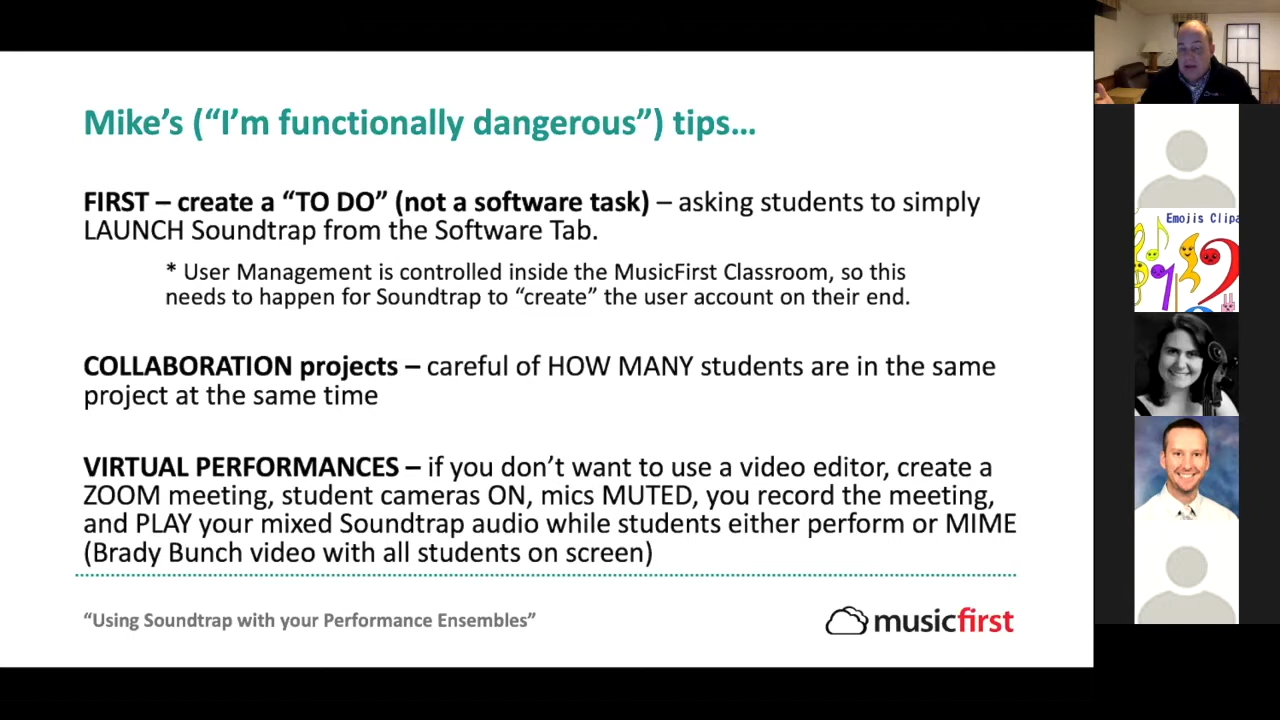 Mike's (“I'm functionally dangerous”) tips…
FIRST – create a “TO DO” (not a software task) – asking students to simply
LAUNCH Soundtrap from the Software Tab.
* User Management is controlled inside the MusicFirst Classroom, so this
needs to happen for Soundtrap to “create” the user account on their end.
COLLABORATION projects – careful of HOW MANY students are in the same
project at the same time
VIRTUAL PERFORMANCES – if you don't want to use a video editor, create a
ZOOM meeting, student cameras ON, mics MUTED, you record the meeting,
and PLAY your mixed Soundtrap audio while students either perform or MIME
(Brady Bunch video with all students on screen)
“Using Soundtrap with your Performance Ensembles”
musicfirst
Emojis Clipa